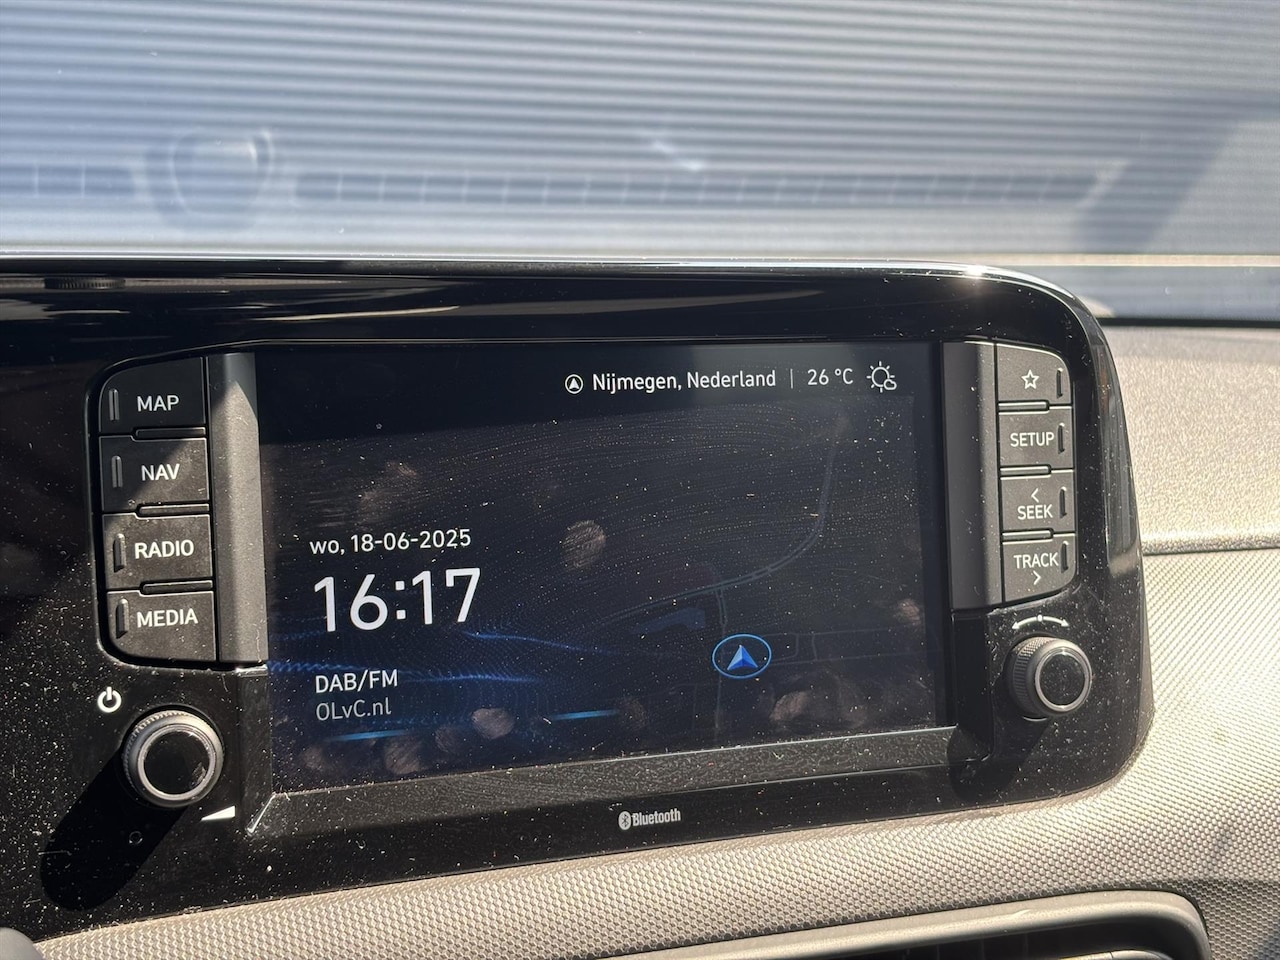 Nijmegen, Nederland | 26 °C
MAP
NAV
RADIO
MEDIA
wo, 18-06-2025
16:17
DAB/FM
OLvC.nl
SETUP
<
SEEK
TRACK
>
Bluetooth